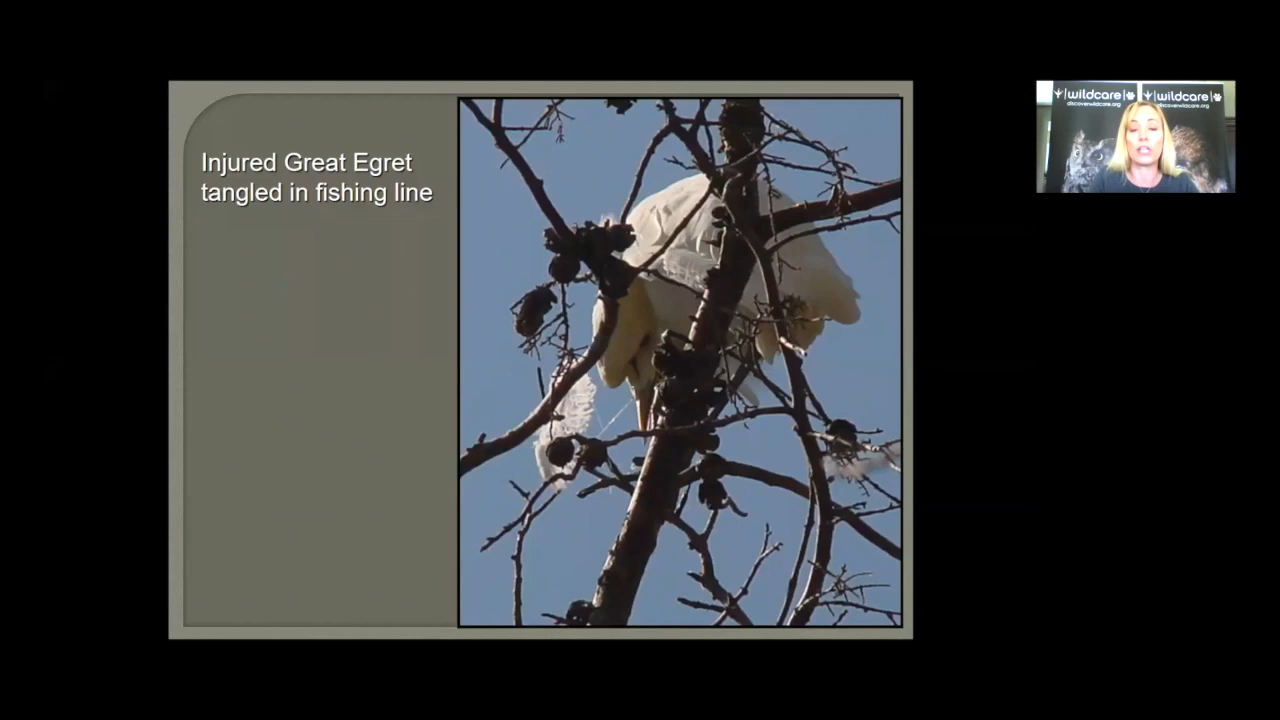 Injured Great Egret
tangled in fishing line
wildcare
discoverwildcare.org
wildcare
discoverwildcare.org